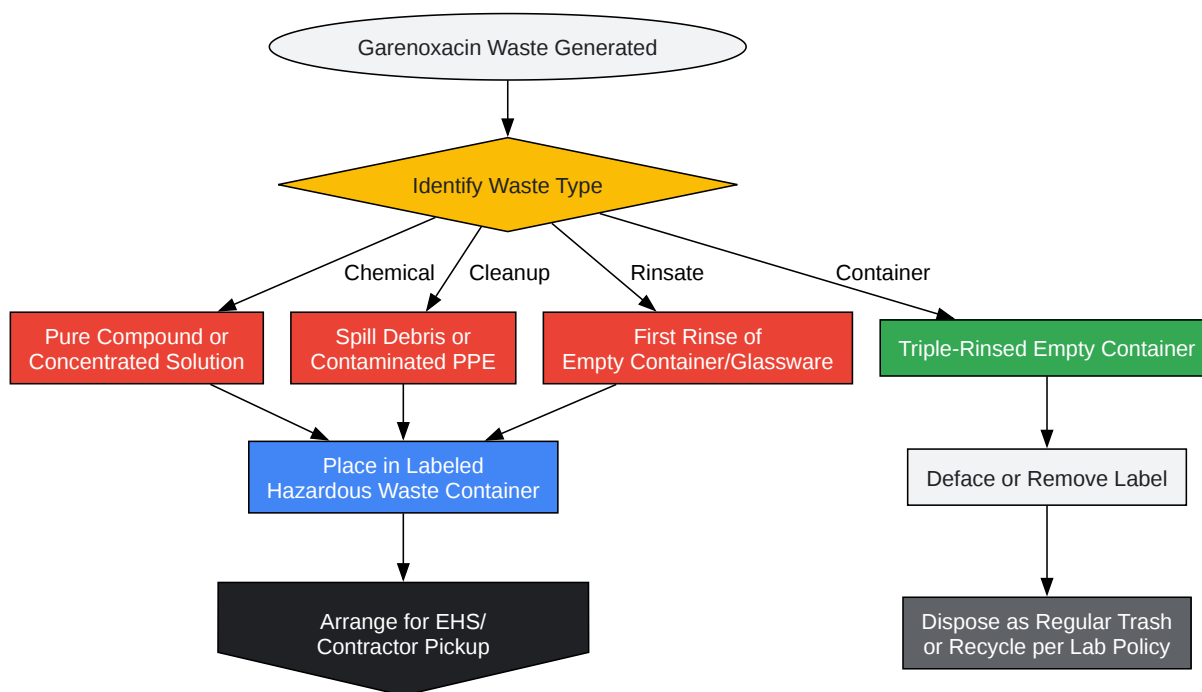 Garenoxacin Waste Generated
Identify Waste Type
Chemical
Cleanup
Rinsate
Container
Pure Compound or
Concentrated Solution
Spill Debris or
Contaminated PPE
First Rinse of
Empty Container/Glassware
Triple-Rinsed Empty Container
Place in Labeled
Hazardous Waste Container
Deface or Remove Label
Arrange for EHS/
Contractor Pickup
Dispose as Regular Trash
or Recycle per Lab Policy